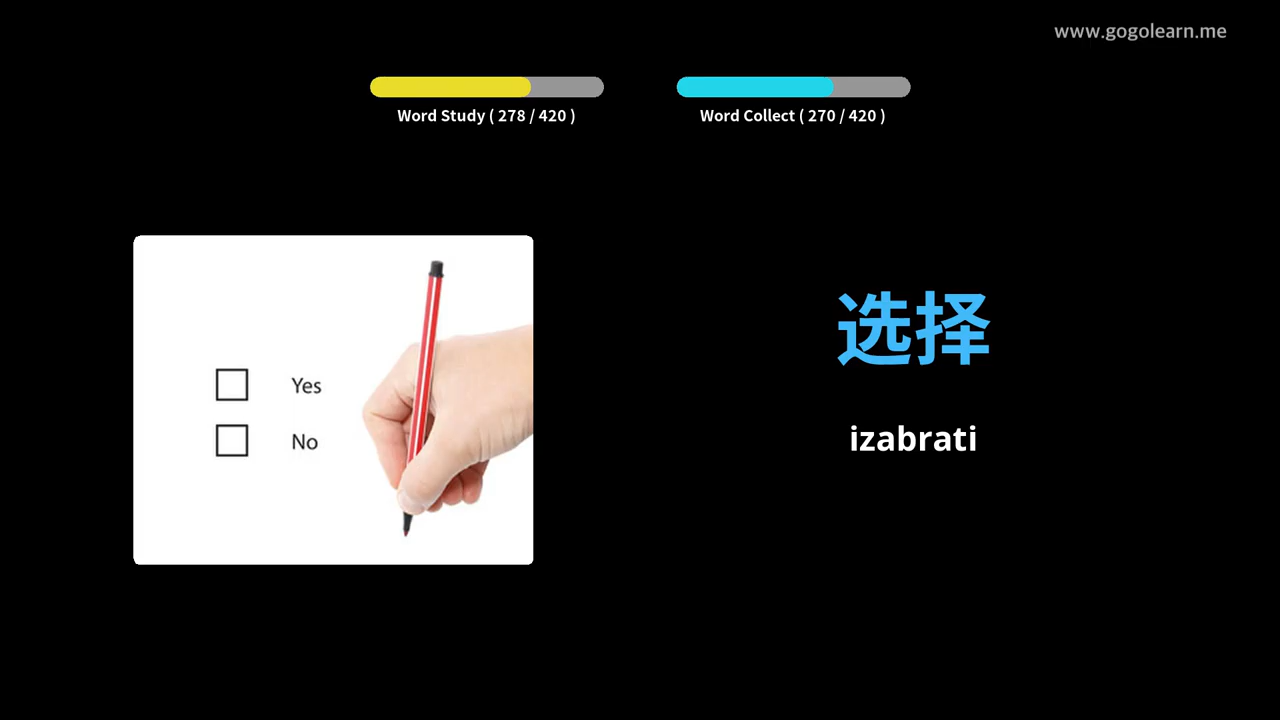 www.gogolearn.me
Word Study ( 278 / 420 )
Word Collect ( 270 / 420 )
Yes
No
选择
izabrati